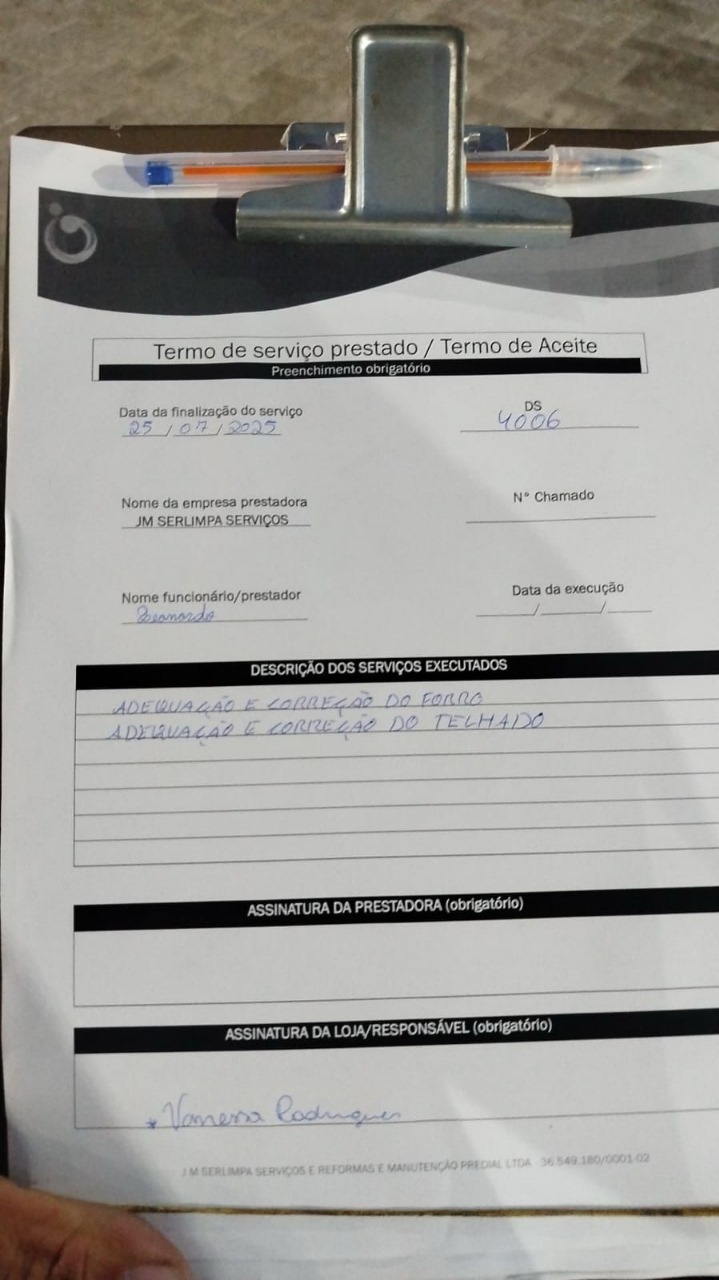 Termo de serviço prestado / Termo de Aceite
Preenchimento obrigatório
Data da finalização do serviço
25 / 07 / 2025
DS
4006
Nome da empresa prestadora
JM SERLIMPA SERVIÇOS
N° Chamado
Nome funcionário/prestador
Leonardo
Data da execução
/ /
DESCRIÇÃO DOS SERVIÇOS EXECUTADOS
ADEQUAÇÃO E CORREÇÃO DO FORRO
ADEQUAÇÃO E CORREÇÃO DO TELHADO
ASSINATURA DA PRESTADORA (obrigatório)
ASSINATURA DA LOJA/RESPONSÁVEL (obrigatório)
* Vanessa Rodrigues
J M SERLIMPA SERVIÇOS E REFORMAS E MANUTENÇÃO PREDIAL LTDA - 36.549.180/0001-02